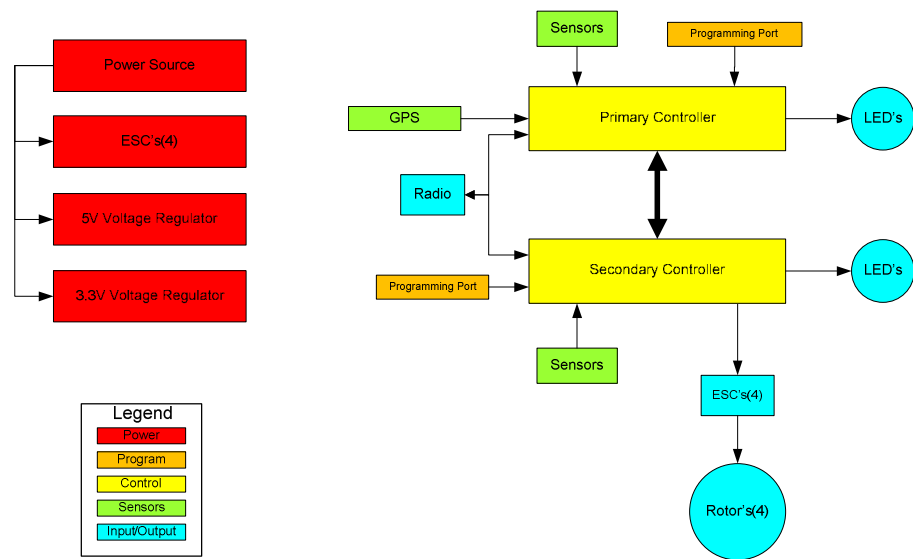 Power Source
ESC's(4)
5V Voltage Regulator
3.3V Voltage Regulator
Sensors
Programming Port
GPS
Primary Controller
LED's
Radio
Secondary Controller
LED's
Programming Port
Sensors
ESC's(4)
Rotor's(4)
Legend
Power
Program
Control
Sensors
Input/Output